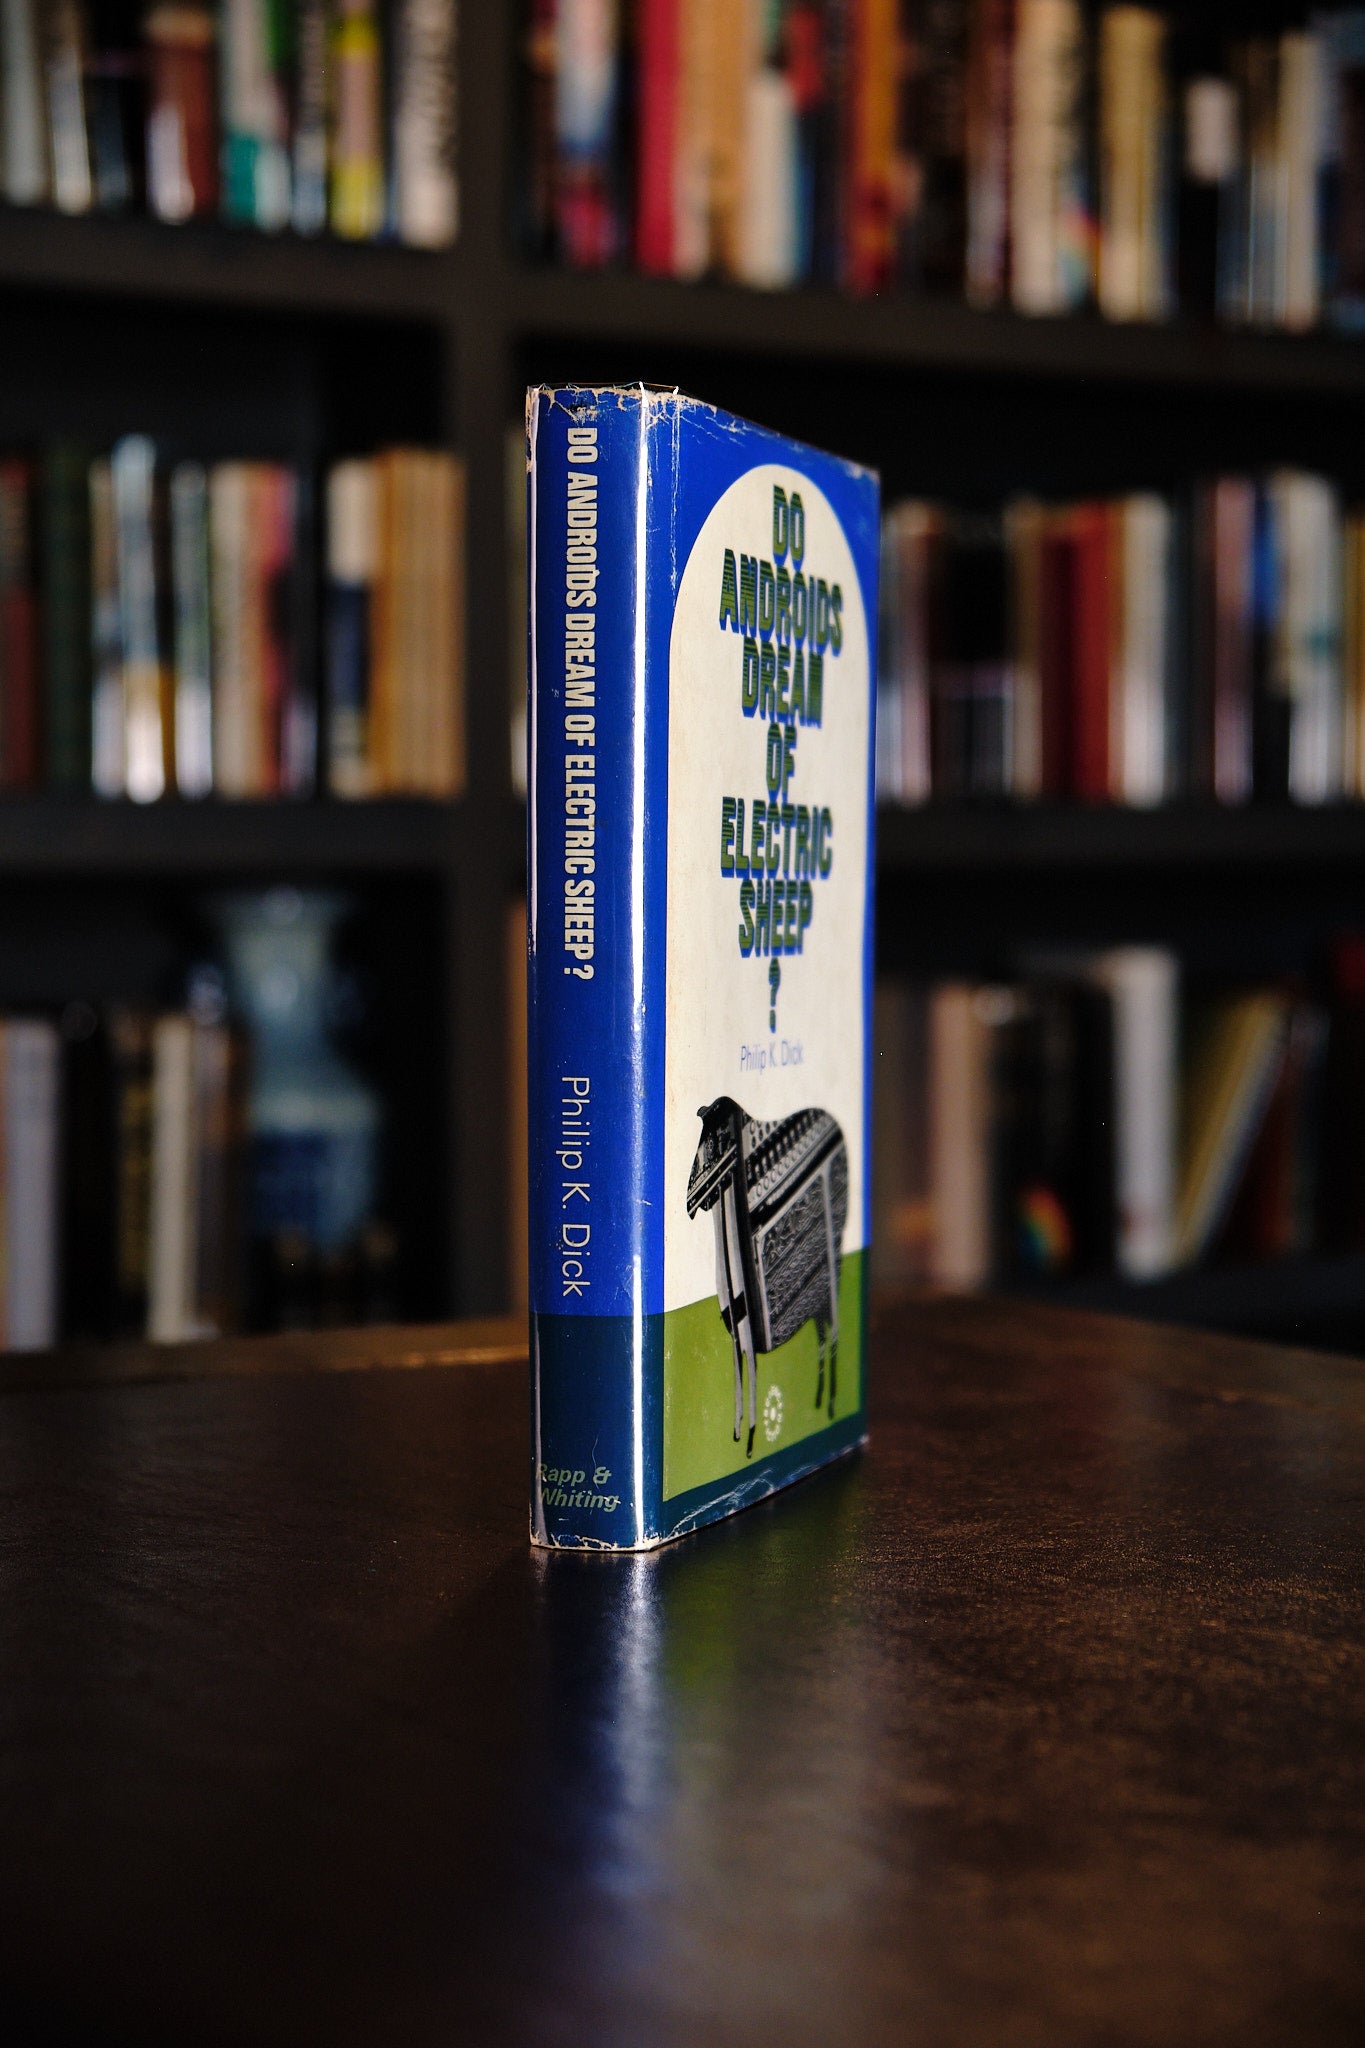 DO ANDROIDS DREAM OF ELECTRIC SHEEP?
Philip K. Dick
Rapp &
Whiting
DO
ANDROIDS
DREAM
OF
ELECTRIC
SHEEP
?
Philip K. Dick